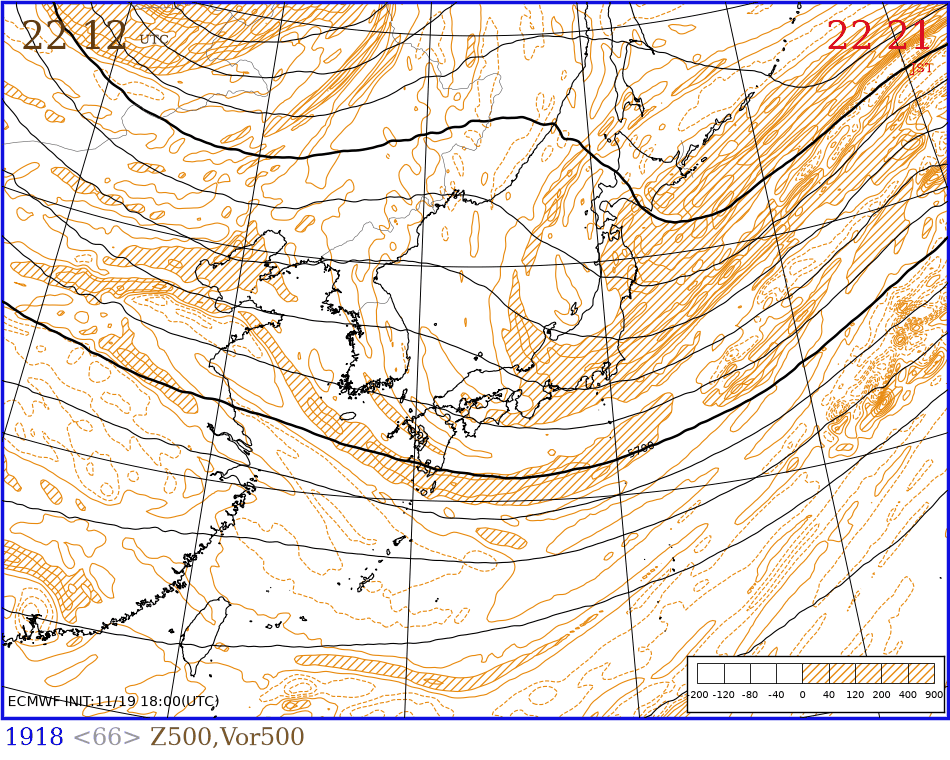 22 12 UTC
22 21
JST
5700
ECMWF INIT:11/19 18:00(UTC)
-200 -120 -80 -40 0 40 120 200 400 900
1918 <66> Z500,Vor500